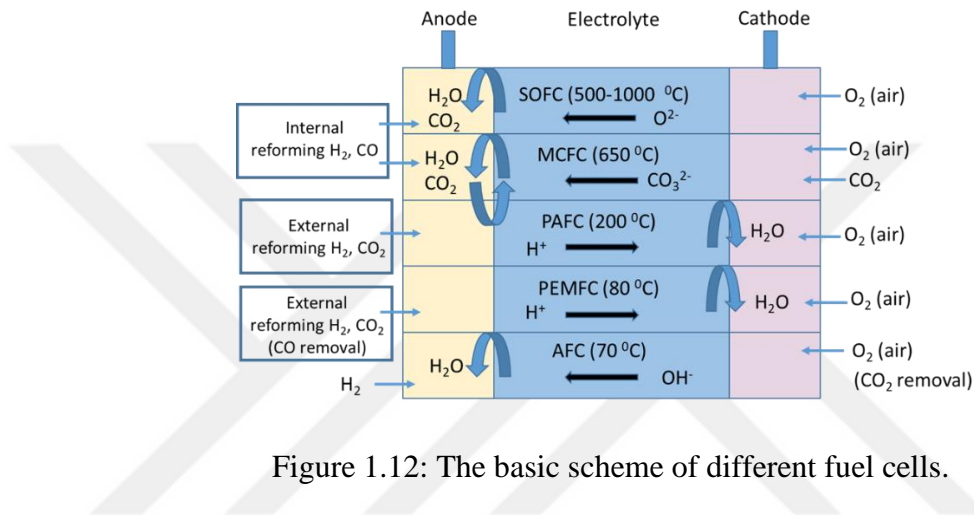 Anode Electrolyte Cathode
H₂O
CO₂
SOFC (500-1000 ⁰C)
O²⁻
O₂ (air)
Internal
reforming H₂, CO
H₂O
CO₂
MCFC (650 ⁰C)
CO₃²⁻
O₂ (air)
CO₂
External
reforming H₂, CO₂
PAFC (200 ⁰C)
H⁺
H₂O
O₂ (air)
External
reforming H₂, CO₂
(CO removal)
PEMFC (80 ⁰C)
H⁺
H₂O
O₂ (air)
H₂
H₂O
AFC (70 ⁰C)
OH⁻
O₂ (air)
(CO₂ removal)
Figure 1.12: The basic scheme of different fuel cells.